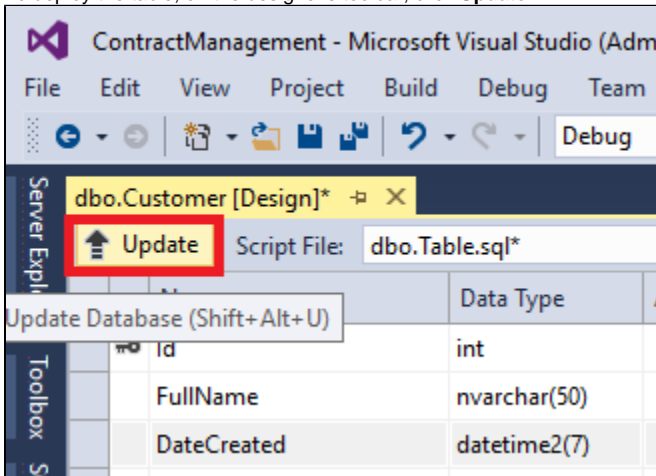 ContractManagement - Microsoft Visual Studio (Adm
File Edit View Project Build Debug Team
Debug
dbo.Customer [Design]*
Update Script File: dbo.Table.sql*
Server Explo
Data Type
Update Database (Shift+Alt+U)
Id int
Toolbox
FullName nvarchar(50)
DateCreated datetime2(7)